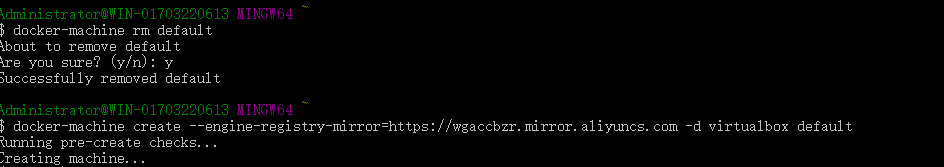 Administrator@WIN-01703220613 MINGW64 ~
$ docker-machine rm default
About to remove default
Are you sure? (y/n): y
Successfully removed default
Administrator@WIN-01703220613 MINGW64 ~
$ docker-machine create --engine-registry-mirror=https://wgaccbzr.mirror.aliyuncs.com -d virtualbox default
Running pre-create checks...
Creating machine...